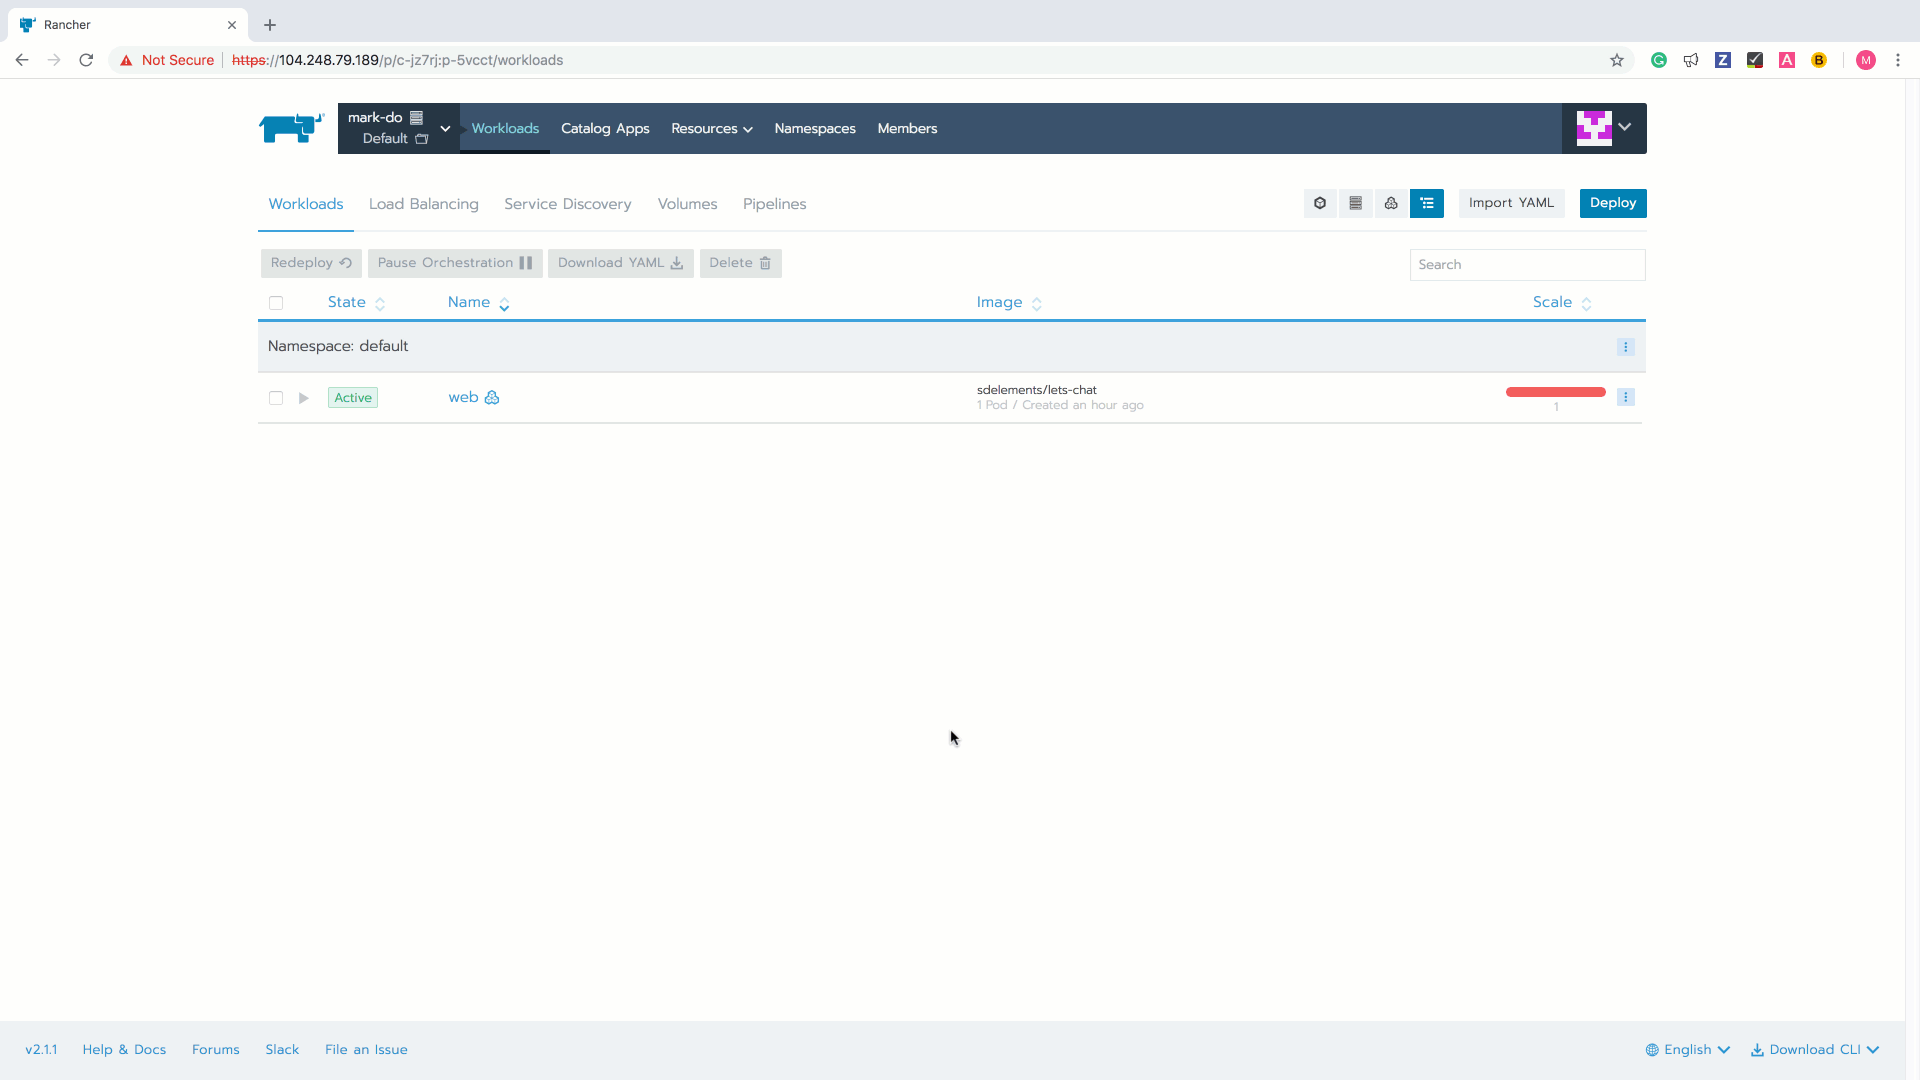 Rancher
Not Secure https://104.248.79.189/p/c-jz7rj:p-5vcct/workloads
Z A B M
mark-do
Default
Workloads Catalog Apps Resources Namespaces Members
Workloads Load Balancing Service Discovery Volumes Pipelines Import YAML Deploy
Redeploy Pause Orchestration Download YAML Delete Search
State Name Image Scale
Namespace: default
Active web sdelements/lets-chat
1 Pod / Created an hour ago 1
v2.1.1 Help & Docs Forums Slack File an Issue English Download CLI